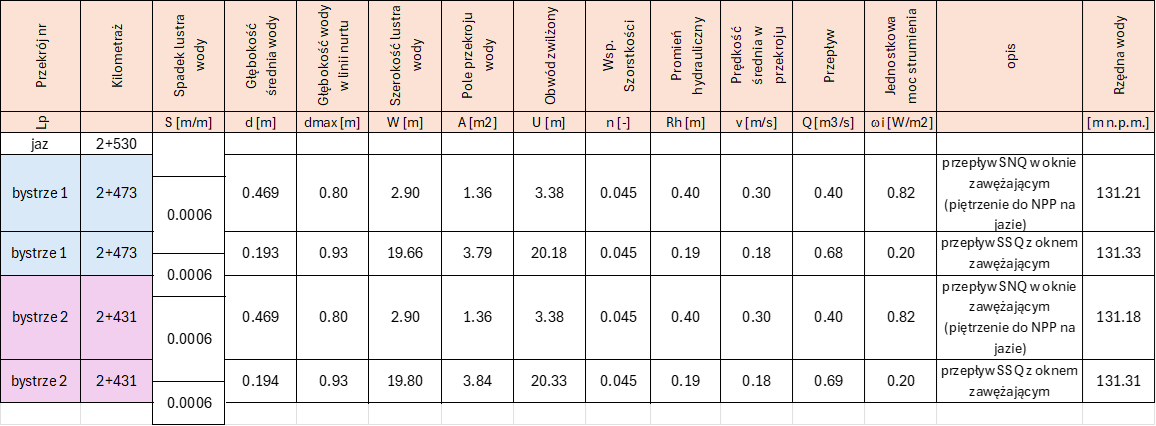 Przekrój nr Kilometraż Spadek lustra wody Głębokość średnia wody Głębokość wody w linii nurtu Szerokość lustra wody Pole przekroju wody Obwód zwilżony Wsp. Szorstkości Promień hydrauliczny Prędkość średnia w przekroju Przepływ Jednostkowa moc strumienia opis Rzędna wody
Lp S [m/m] d [m] dmax [m] W [m] A [m2] U [m] n [-] Rh [m] v [m/s] Q [m3/s] ωi [W/m2] [m n.p.m.]
jaz 2+530
bystrze 1 2+473 0.0006 0.469 0.80 2.90 1.36 3.38 0.045 0.40 0.30 0.40 0.82 przepływ SNQ w oknie zawężającym (piętrzenie do NPP na jazie) 131.21
bystrze 1 2+473 0.0006 0.193 0.93 19.66 3.79 20.18 0.045 0.19 0.18 0.68 0.20 przepływ SSQ z oknem zawężającym 131.33
bystrze 2 2+431 0.0006 0.469 0.80 2.90 1.36 3.38 0.045 0.40 0.30 0.40 0.82 przepływ SNQ w oknie zawężającym (piętrzenie do NPP na jazie) 131.18
bystrze 2 2+431 0.0006 0.194 0.93 19.80 3.84 20.33 0.045 0.19 0.18 0.69 0.20 przepływ SSQ z oknem zawężającym 131.31